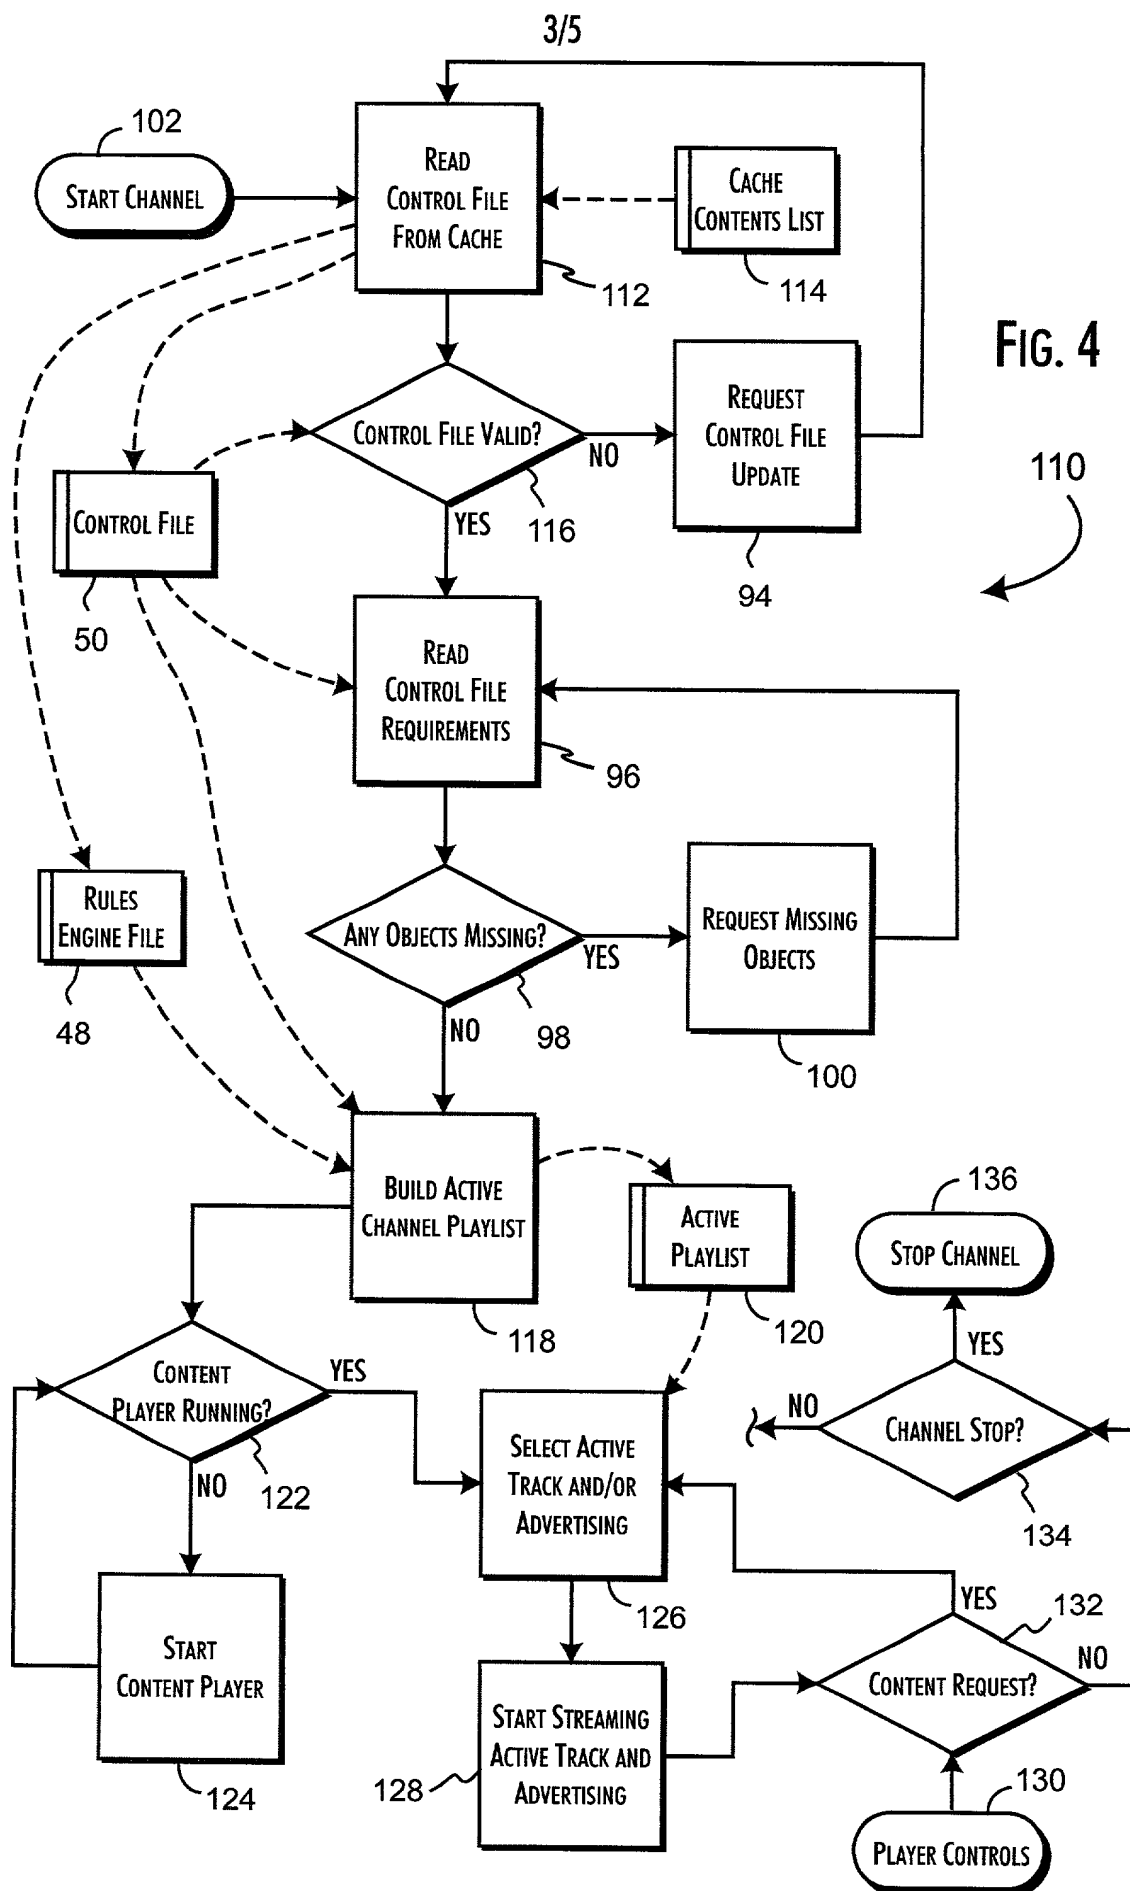 3/5
102
START CHANNEL
READ
CONTROL FILE
FROM CACHE
112
CACHE
CONTENTS LIST
114
FIG. 4
CONTROL FILE VALID?
NO
YES
116
REQUEST
CONTROL FILE
UPDATE
94
110
CONTROL FILE
50
READ
CONTROL FILE
REQUIREMENTS
96
RULES
ENGINE FILE
48
ANY OBJECTS MISSING?
YES
NO
98
REQUEST MISSING
OBJECTS
100
BUILD ACTIVE
CHANNEL PLAYLIST
118
ACTIVE
PLAYLIST
120
136
STOP CHANNEL
YES
NO
CHANNEL STOP?
134
CONTENT
PLAYER RUNNING?
YES
NO
122
SELECT ACTIVE
TRACK AND/OR
ADVERTISING
126
START
CONTENT PLAYER
124
START STREAMING
ACTIVE TRACK AND
ADVERTISING
128
YES
132
NO
CONTENT REQUEST?
130
PLAYER CONTROLS